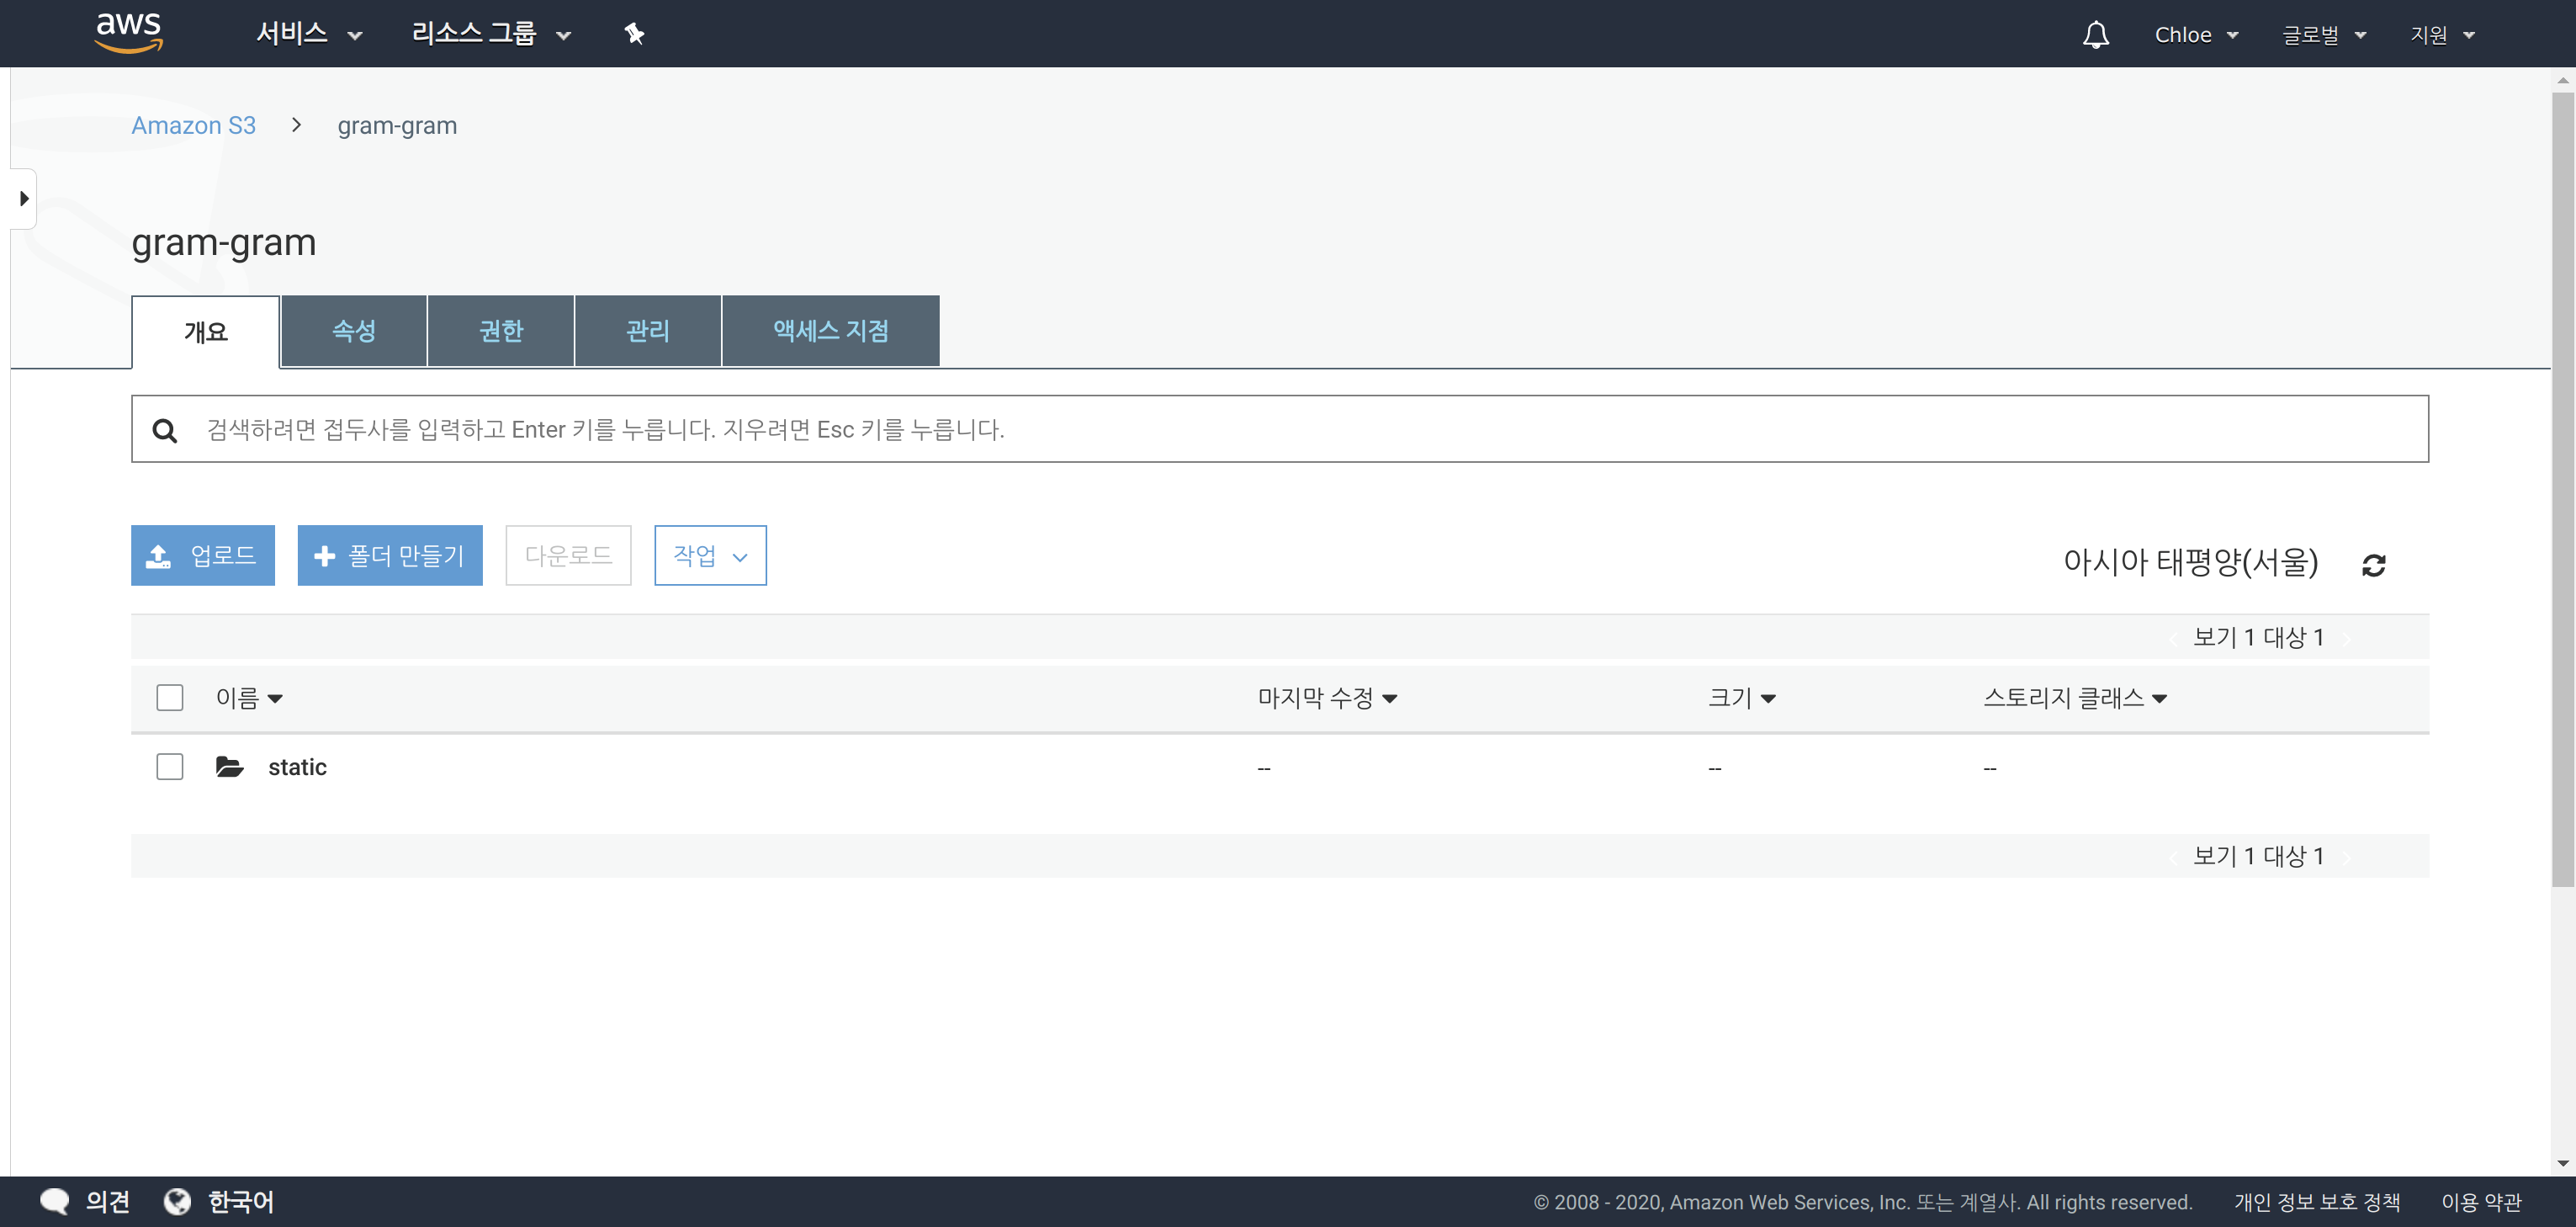 aws 서비스 리소스 그룹 Chloe 글로벌 지원
Amazon S3 > gram-gram
gram-gram
개요 속성 권한 관리 액세스 지점
검색하려면 접두사를 입력하고 Enter 키를 누릅니다. 지우려면 Esc 키를 누릅니다.
업로드 폴더 만들기 다운로드 작업 아시아 태평양(서울)
보기 1 대상 1
이름 마지막 수정 크기 스토리지 클래스
static -- -- --
보기 1 대상 1
의견 한국어 © 2008 - 2020, Amazon Web Services, Inc. 또는 계열사. All rights reserved. 개인 정보 보호 정책 이용 약관